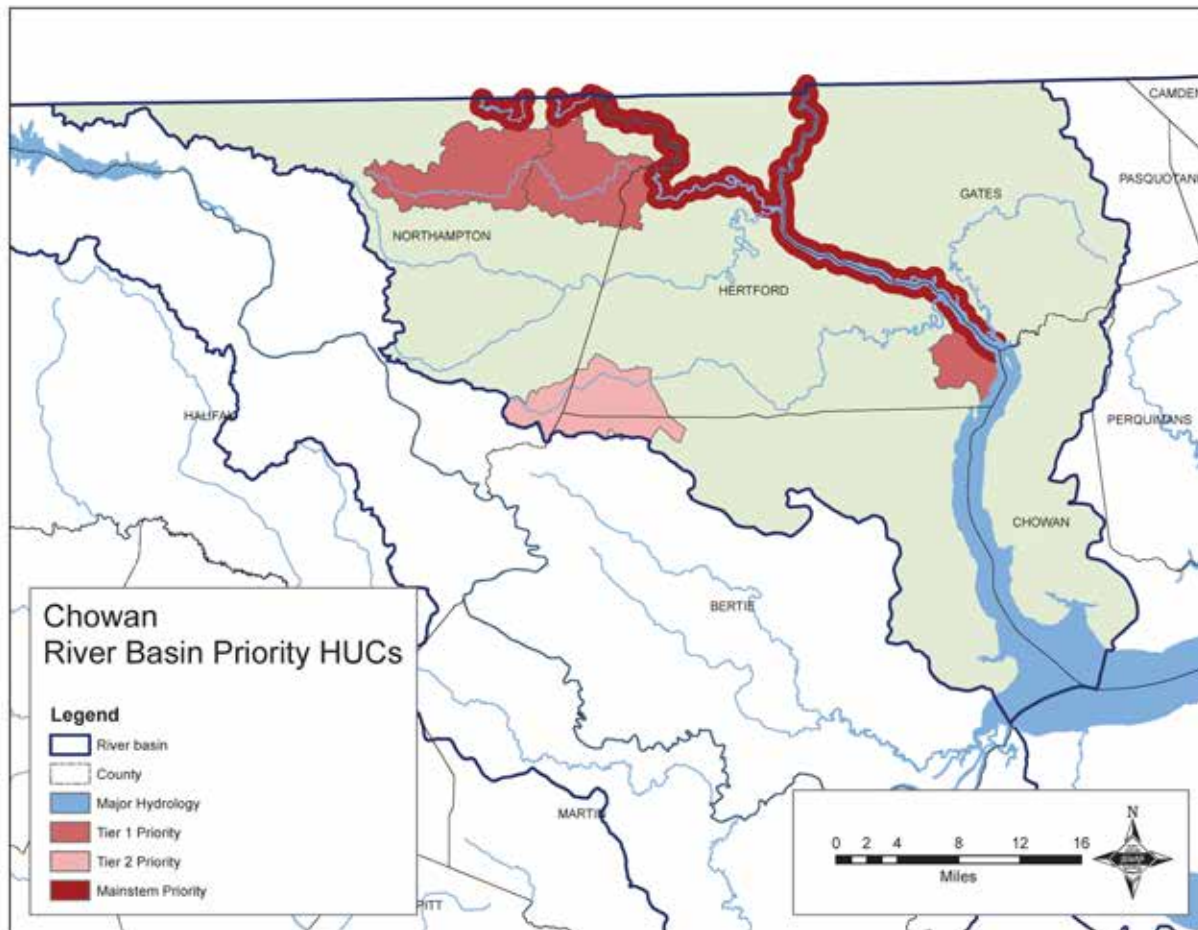 CAMDEN
PASQUOTANK
GATES
NORTHAMPTON
HERTFORD
HALIFAX
PERQUIMANS
CHOWAN
BERTIE
MARTIN
PITT
Chowan
River Basin Priority HUCs
Legend
River basin
County
Major Hydrology
Tier 1 Priority
Tier 2 Priority
Mainstem Priority
0 2 4 8 12 16
Miles
N